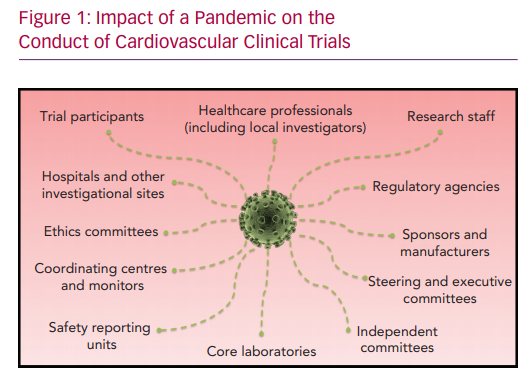 Figure 1: Impact of a Pandemic on the
Conduct of Cardiovascular Clinical Trials
Trial participants
Healthcare professionals
(including local investigators)
Research staff
Hospitals and other
investigational sites
Regulatory agencies
Ethics committees
Sponsors and
manufacturers
Coordinating centres
and monitors
Steering and executive
committees
Safety reporting
units
Core laboratories
Independent
committees